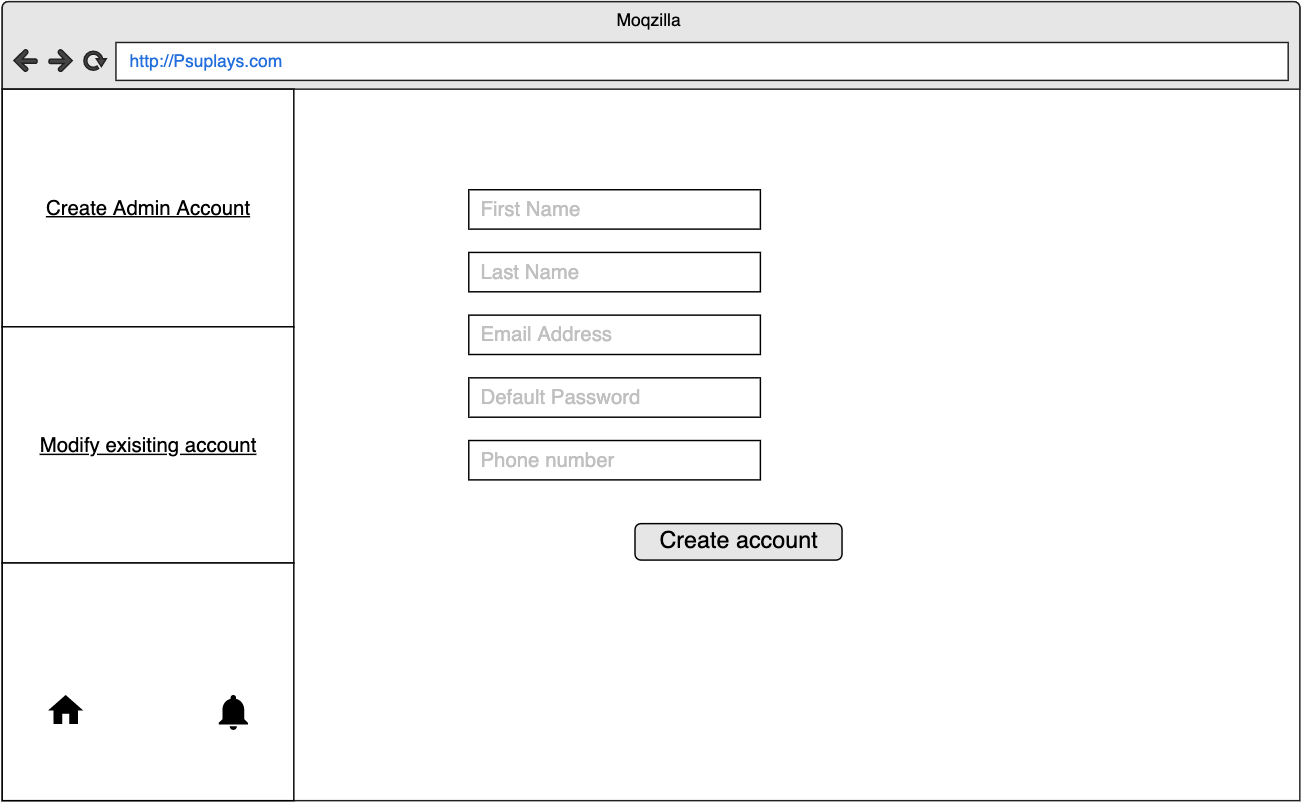 Moqzilla
http://Psuplays.com
Create Admin Account
Modify exisiting account
First Name
Last Name
Email Address
Default Password
Phone number
Create account